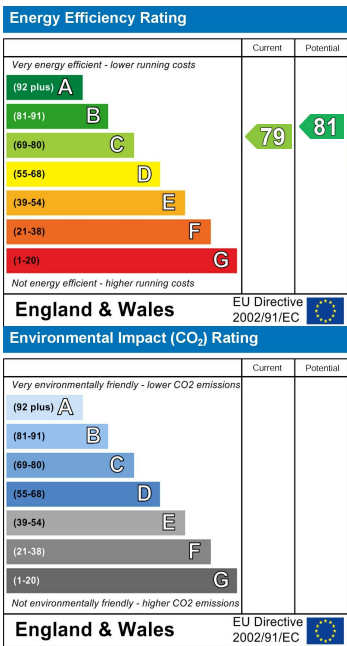 Energy Efficiency Rating
Current Potential
Very energy efficient - lower running costs
(92 plus) A
(81-91) B
(69-80) C
(55-68) D
(39-54) E
(21-38) F
(1-20) G
79 81
Not energy efficient - higher running costs
England & Wales
EU Directive
2002/91/EC
Environmental Impact (CO₂) Rating
Current Potential
Very environmentally friendly - lower CO2 emissions
(92 plus) A
(81-91) B
(69-80) C
(55-68) D
(39-54) E
(21-38) F
(1-20) G
Not environmentally friendly - higher CO2 emissions
England & Wales
EU Directive
2002/91/EC